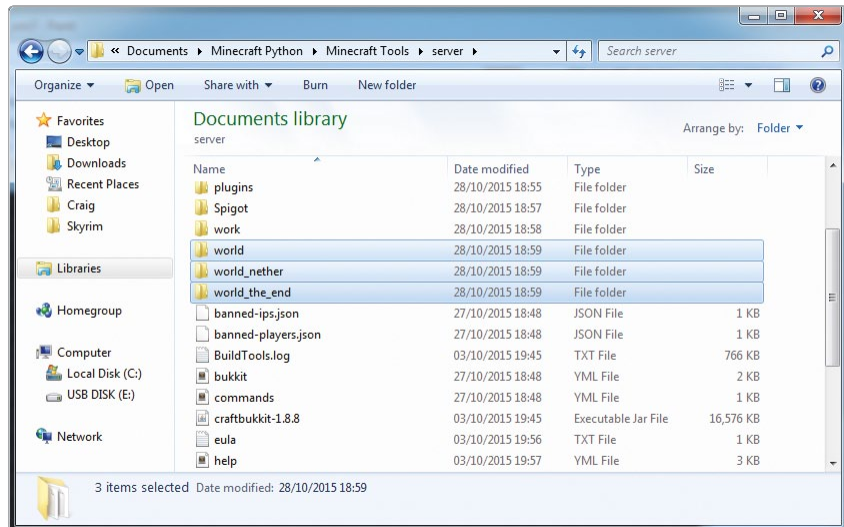 « Documents ▸ Minecraft Python ▸ Minecraft Tools ▸ server ▸ Search server
Organize Open Share with Burn New folder
Favorites
Desktop
Downloads
Recent Places
Craig
Skyrim
Libraries
Homegroup
Computer
Local Disk (C:)
USB DISK (E:)
Network
Documents library
server
Arrange by: Folder
Name Date modified Type Size
plugins 28/10/2015 18:55 File folder
Spigot 28/10/2015 18:57 File folder
work 28/10/2015 18:58 File folder
world 28/10/2015 18:59 File folder
world_nether 28/10/2015 18:59 File folder
world_the_end 28/10/2015 18:59 File folder
banned-ips.json 27/10/2015 18:48 JSON File 1 KB
banned-players.json 27/10/2015 18:48 JSON File 1 KB
BuildTools.log 03/10/2015 19:45 TXT File 766 KB
bukkit 27/10/2015 18:48 YML File 2 KB
commands 27/10/2015 18:48 YML File 1 KB
craftbukkit-1.8.8 03/10/2015 19:45 Executable Jar File 16,576 KB
eula 03/10/2015 19:56 TXT File 1 KB
help 03/10/2015 19:57 YML File 3 KB
3 items selected Date modified: 28/10/2015 18:59